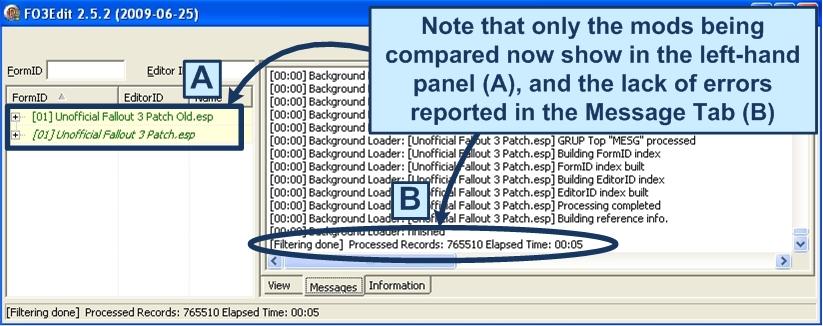 FO3Edit 2.5.2 (2009-06-25)
Note that only the mods being
compared now show in the left-hand
panel (A), and the lack of errors
reported in the Message Tab (B)
A
FormID
Editor
FormID EditorID Name
[01] Unofficial Fallout 3 Patch Old.esp
[01] Unofficial Fallout 3 Patch.esp
[00:00] Background
[00:00] Background
[00:00] Background
[00:00] Background
[00:00] Background Loader: [Unofficial Fallout 3 Patch.esp] GRUP Top "MESG" processed
[00:00] Background Loader: [Unofficial Fallout 3 Patch.esp] Building FormID index
[00:00] Background Loader: [Unofficial Fallout 3 Patch.esp] FormID index built
[00:00] Background Loader: [Unofficial Fallout 3 Patch.esp] Building EditorID index
[00:00] Background Loader: [Unofficial Fallout 3 Patch.esp] EditorID index built
[00:00] Background Loader: [Unofficial Fallout 3 Patch.esp] Processing completed
[00:00] Background Loader: [Unofficial Fallout 3 Patch.esp] Building reference info.
[00:00] Background Loader: finished
[Filtering done] Processed Records: 765510 Elapsed Time: 00:05
B
View Messages Information
[Filtering done] Processed Records: 765510 Elapsed Time: 00:05